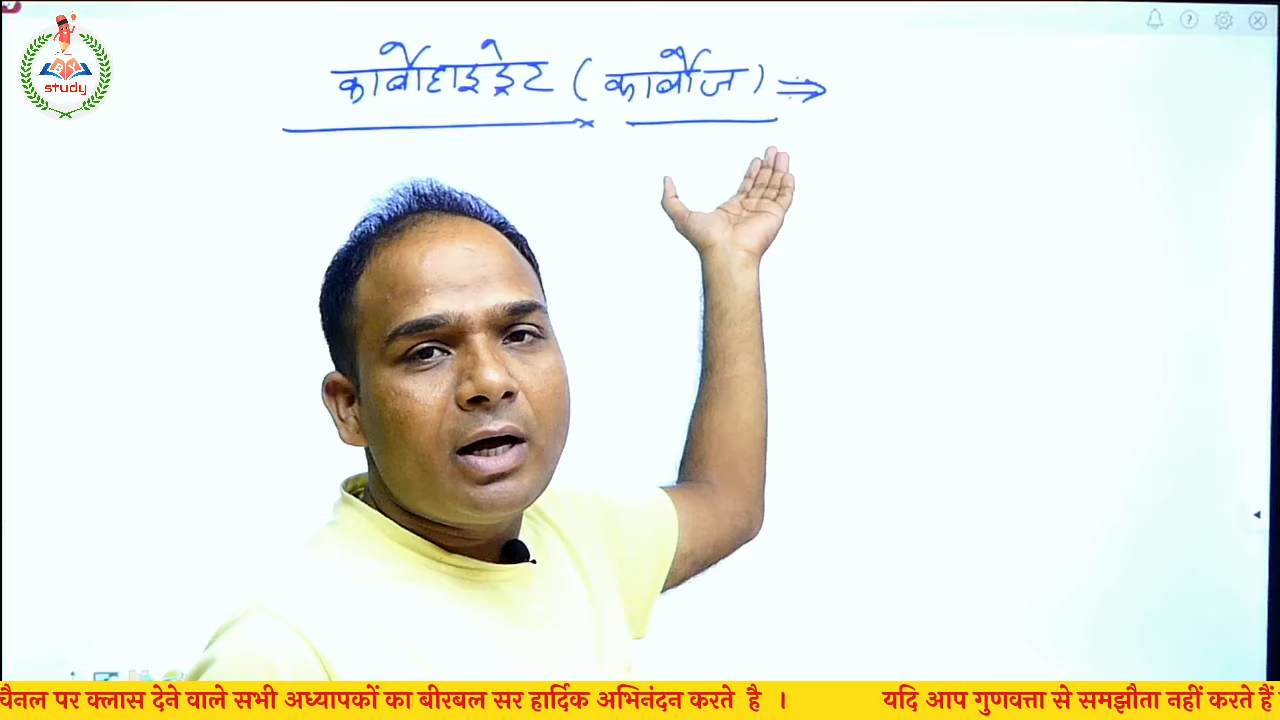 study
कार्बोहाइड्रेट (कार्बोज) ⇒
चैनल पर क्लास देने वाले सभी अध्यापकों का बीरबल सर हार्दिक अभिनंदन करते है । यदि आप गुणवत्ता से समझौता नहीं करते हैं